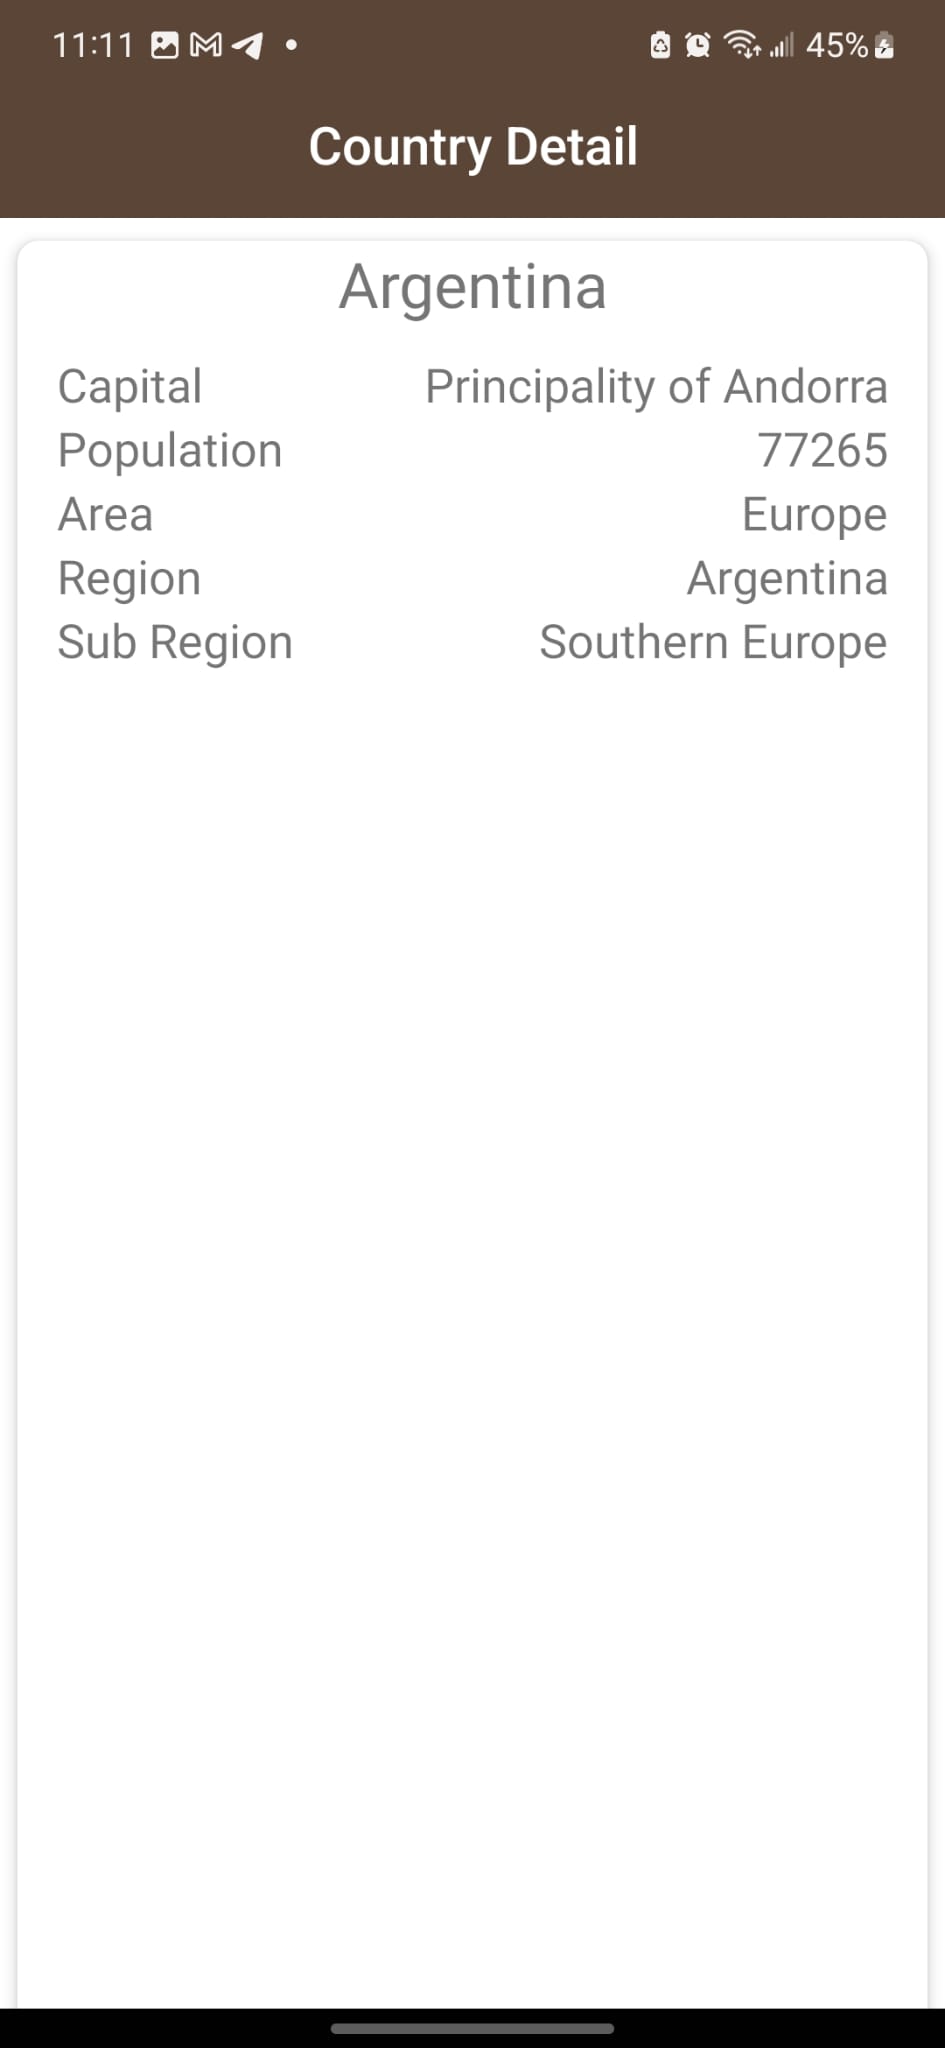 11:11 45%
Country Detail
Argentina
Capital Principality of Andorra
Population 77265
Area Europe
Region Argentina
Sub Region Southern Europe